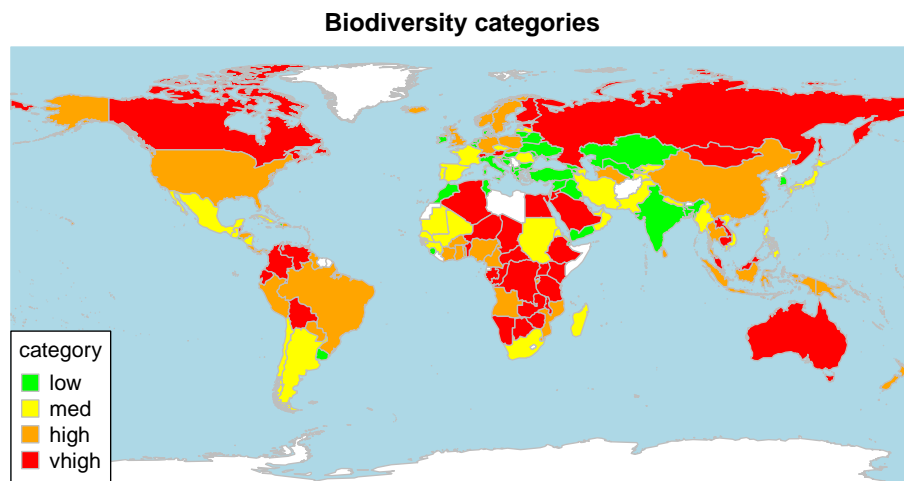 Biodiversity categories
category
low
med
high
vhigh